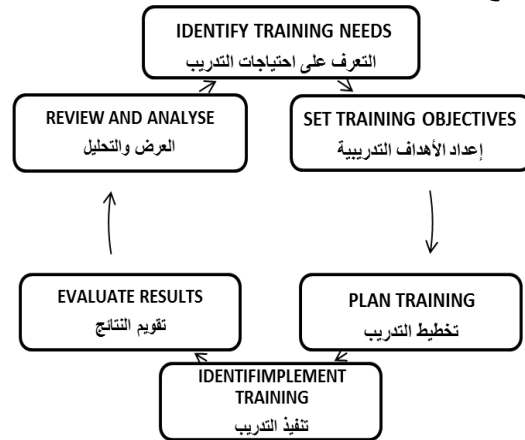 IDENTIFY TRAINING NEEDS
التعرف على احتياجات التدريب
SET TRAINING OBJECTIVES
إعداد الأهداف التدريبية
PLAN TRAINING
تخطيط التدريب
IDENTIFIMPLEMENT
TRAINING
تنفيذ التدريب
EVALUATE RESULTS
تقويم النتائج
REVIEW AND ANALYSE
العرض والتحليل